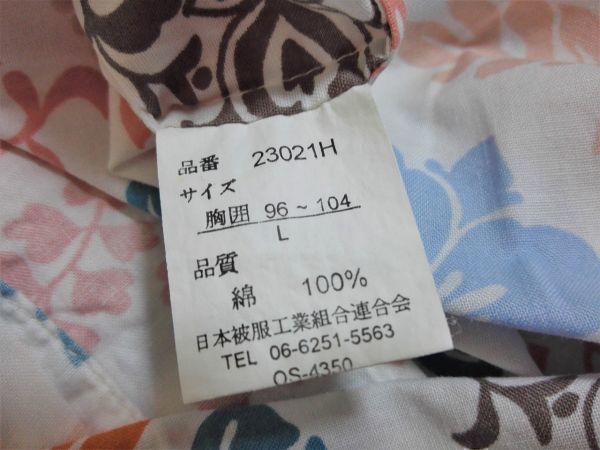 品番 23021H
サイズ
胸囲 96 ~ 104
L
品質
綿 100%
日本被服工業組合連合会
TEL 06-6251-5563
OS-4350